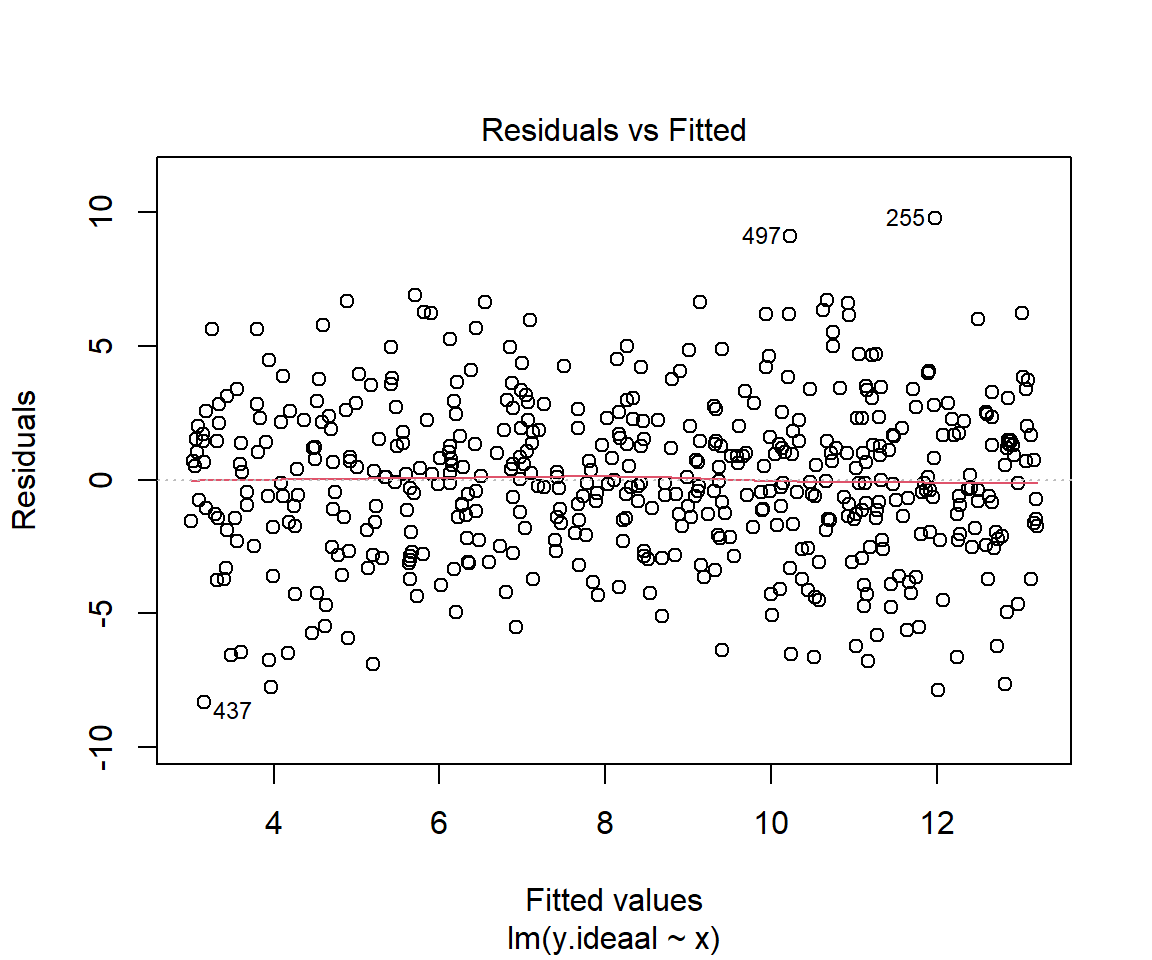 Residuals vs Fitted
Residuals
10
5
0
-5
-10
497
255
437
4 6 8 10 12
Fitted values
lm(y.ideaal ~ x)